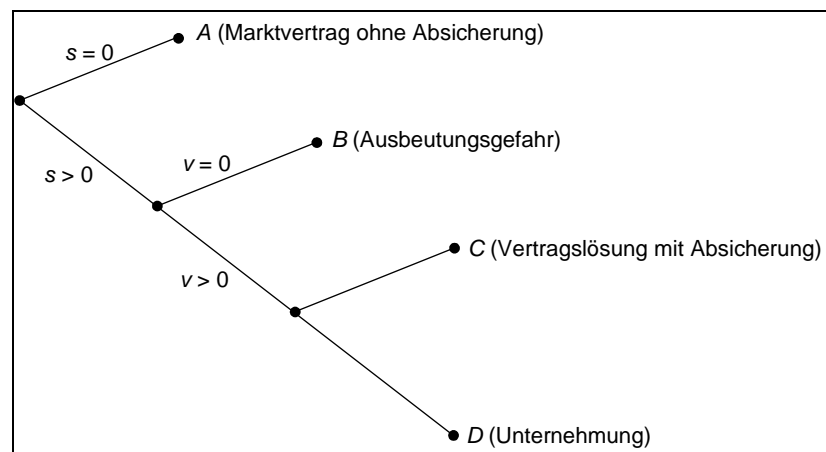 A (Marktvertrag ohne Absicherung)
s = 0
B (Ausbeutungsgefahr)
v = 0
s > 0
C (Vertragslösung mit Absicherung)
v > 0
D (Unternehmung)